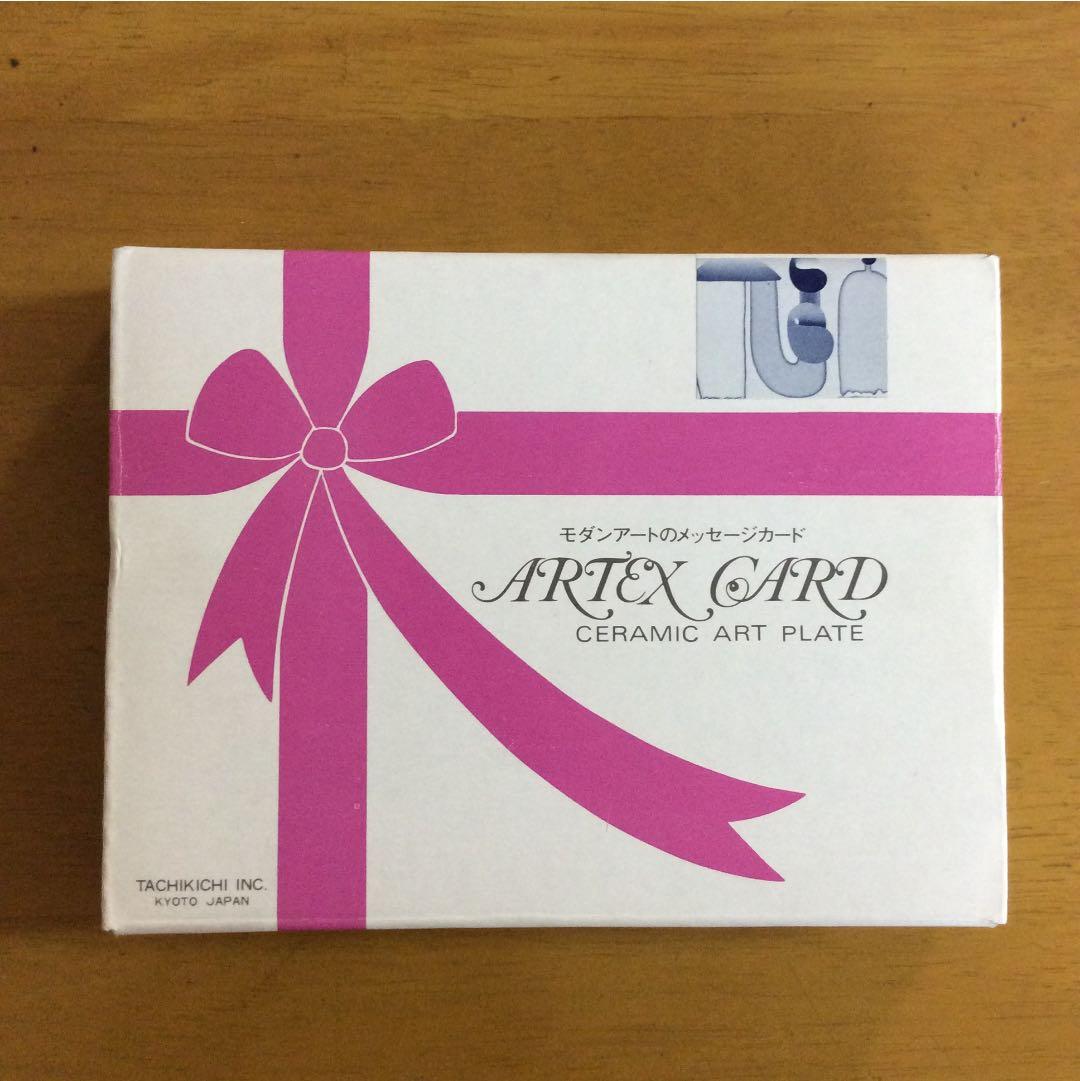 モダンアートのメッセージカード
ARTEX CARD
CERAMIC ART PLATE
TACHIKICHI INC.
KYOTO JAPAN